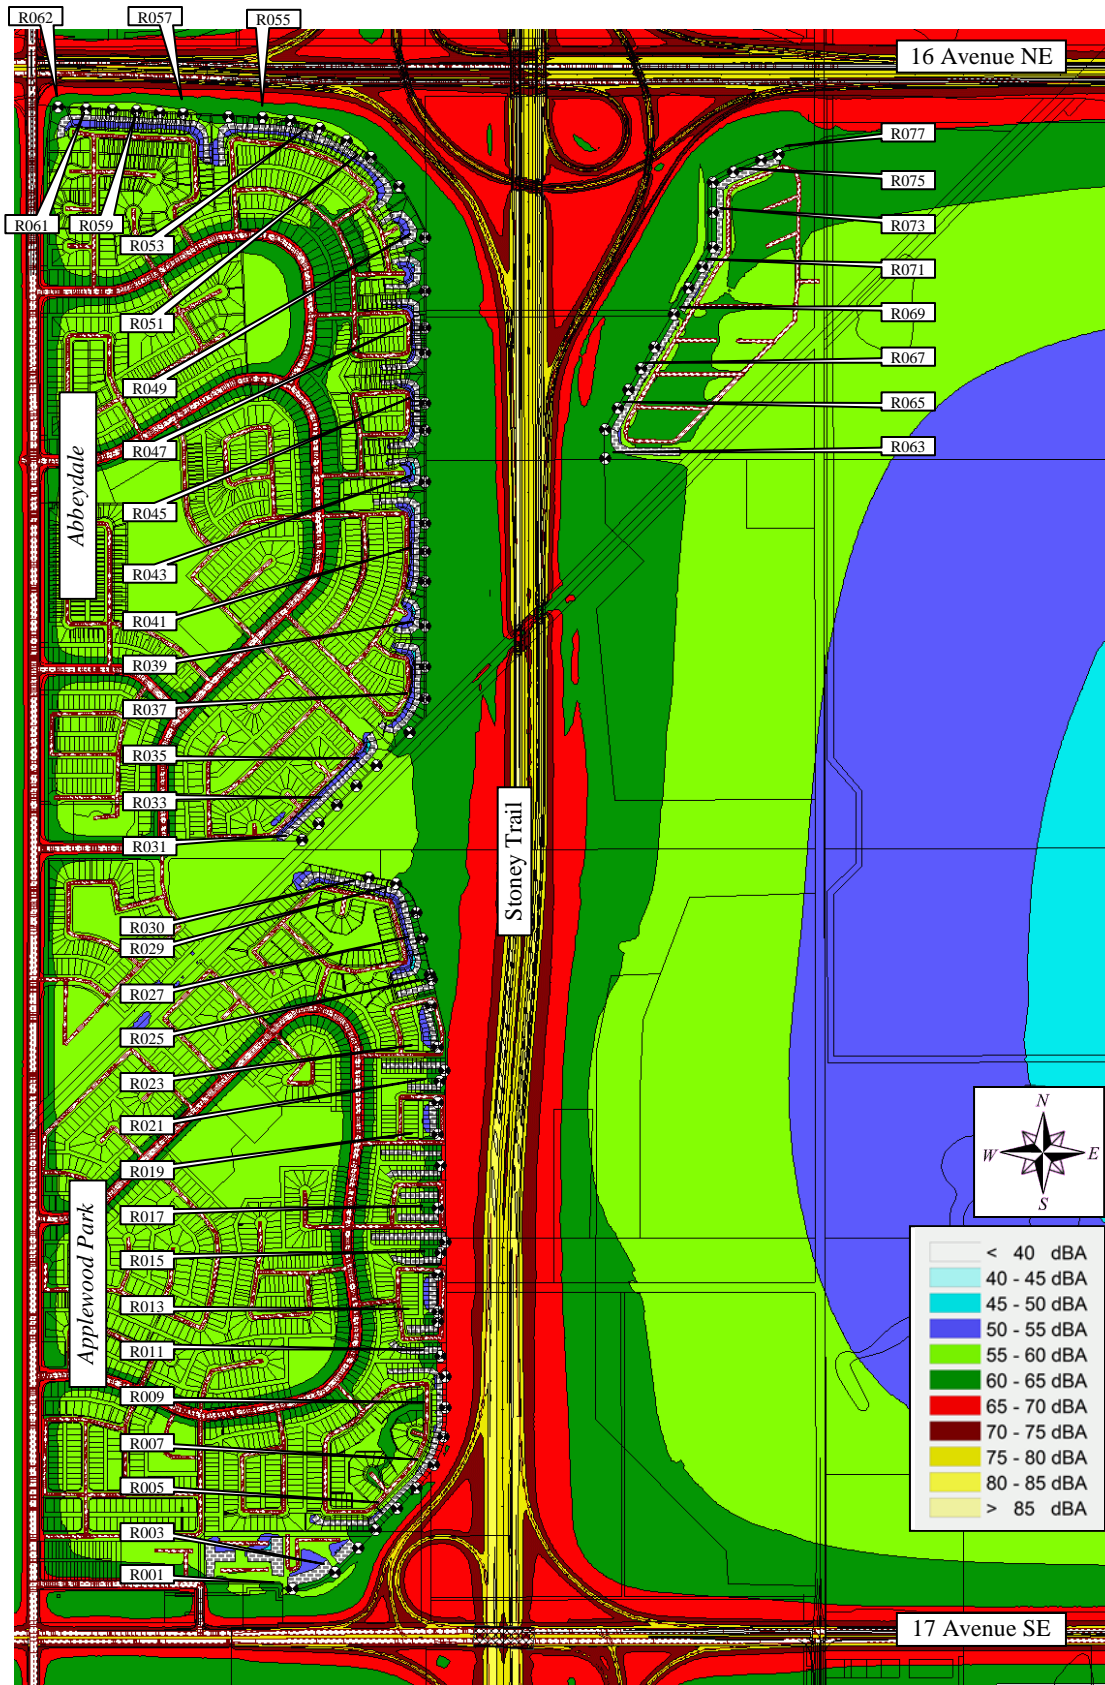 R062
R057
R055
16 Avenue NE
R077
R075
R061
R059
R053
R073
R071
R051
R069
R049
R067
R065
R047
R063
Abbeydale
R045
R043
R041
R039
R037
R035
R033
R031
Stoney Trail
R030
R029
R027
R025
R023
R021
R019
R017
R015
R013
Applewood Park
R011
R009
R007
R005
R003
R001
N
W
E
S
< 40 dBA
40 - 45 dBA
45 - 50 dBA
50 - 55 dBA
55 - 60 dBA
60 - 65 dBA
65 - 70 dBA
70 - 75 dBA
75 - 80 dBA
80 - 85 dBA
> 85 dBA
17 Avenue SE